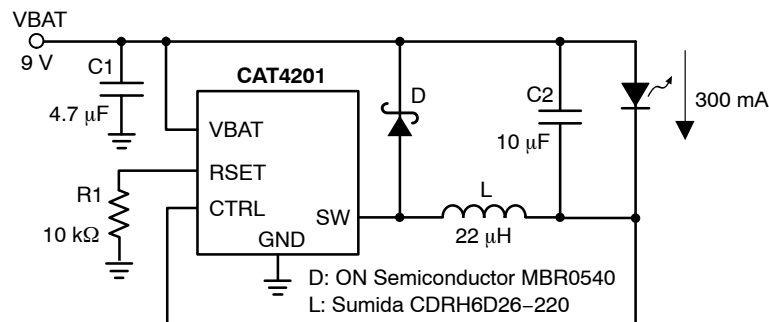 VBAT
9 V
C1
4.7 μF
CAT4201
VBAT
RSET
CTRL
GND
SW
R1
10 kΩ
D
C2
10 μF
L
22 μH
300 mA
D: ON Semiconductor MBR0540
L: Sumida CDRH6D26−220